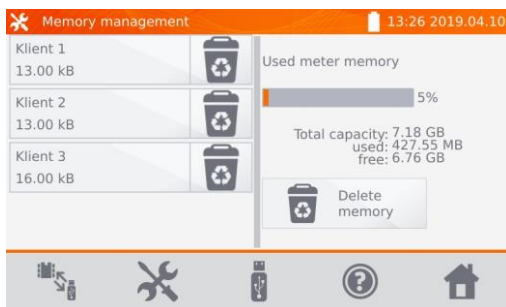 Memory management
13:26 2019.04.10
Klient 1
13.00 kB
Klient 2
13.00 kB
Klient 3
16.00 kB
Used meter memory
5%
Total capacity: 7.18 GB
used: 427.55 MB
free: 6.76 GB
Delete
memory
?